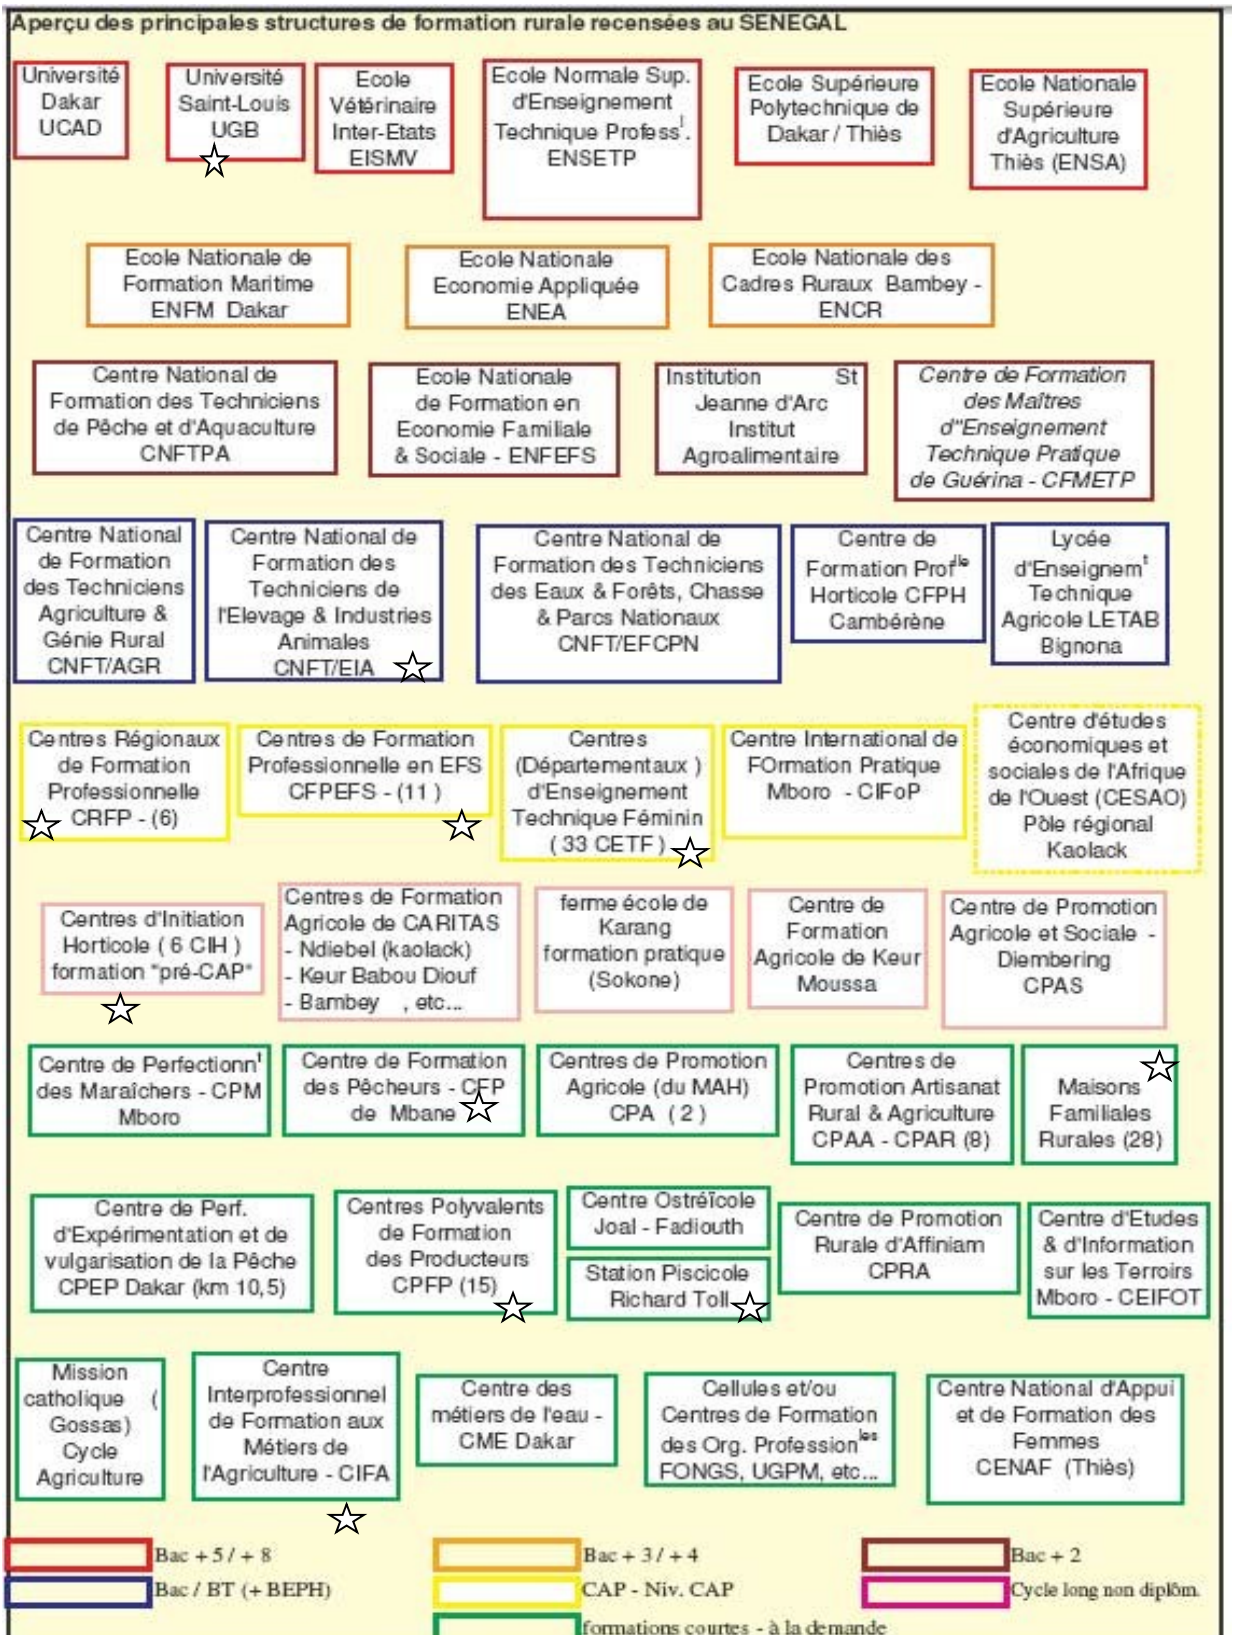 Aperçu des principales structures de formation rurale recensées au SENEGAL
Université
Dakar
UCAD
Université
Saint-Louis
UGB
Ecole
Vétérinaire
Inter-Etats
EISMV
Ecole Normale Sup.
d'Enseignement
Technique Profess^l.
ENSETP
Ecole Supérieure
Polytechnique de
Dakar / Thiès
Ecole Nationale
Supérieure
d'Agriculture
Thiès (ENSA)
Ecole Nationale de
Formation Maritime
ENFM Dakar
Ecole Nationale
Economie Appliquée
ENEA
Ecole Nationale des
Cadres Ruraux Bambey -
ENCR
Centre National de
Formation des Techniciens
de Pêche et d'Aquaculture
CNFTPA
Ecole Nationale
de Formation en
Economie Familiale
& Sociale - ENFEFS
Institution St
Jeanne d'Arc
Institut
Agroalimentaire
Centre de Formation
des Maîtres
d''Enseignement
Technique Pratique
de Guérina - CFMETP
Centre National
de Formation
des Techniciens
Agriculture &
Génie Rural
CNFT/AGR
Centre National de
Formation des
Techniciens de
l'Elevage & Industries
Animales
CNFT/EIA
Centre National de
Formation des Techniciens
des Eaux & Forêts, Chasse
& Parcs Nationaux
CNFT/EFCPN
Centre de
Formation Prof^lle
Horticole CFPH
Cambérène
Lycée
d'Enseignem^t
Technique
Agricole LETAB
Bignona
Centres Régionaux
de Formation
Professionnelle
CRFP - (6)
Centres de Formation
Professionnelle en EFS
CFPEFS - (11 )
Centres
(Départementaux )
d'Enseignement
Technique Féminin
( 33 CETF )
Centre International de
FOrmation Pratique
Mboro - CIFoP
Centre d'études
économiques et
sociales de l'Afrique
de l'Ouest (CESAO)
Pôle régional
Kaolack
Centres d'Initiation
Horticole ( 6 CIH )
formation "pré-CAP"
Centres de Formation
Agricole de CARITAS
- Ndiebel (kaolack)
- Keur Babou Diouf
- Bambey , etc...
ferme école de
Karang
formation pratique
(Sokone)
Centre de
Formation
Agricole de Keur
Moussa
Centre de Promotion
Agricole et Sociale -
Diembering
CPAS
Centre de Perfectionn^t
des Maraîchers - CPM
Mboro
Centre de Formation
des Pêcheurs - CFP
de Mbane
Centres de Promotion
Agricole (du MAH)
CPA ( 2 )
Centres de
Promotion Artisanat
Rural & Agriculture
CPAA - CPAR (8)
Maisons
Familiales
Rurales (28)
Centre de Perf.
d'Expérimentation et de
vulgarisation de la Pêche
CPEP Dakar (km 10,5)
Centres Polyvalents
de Formation
des Producteurs
CPFP (15)
Centre Ostréïcole
Joal - Fadiouth
Station Piscicole
Richard Toll
Centre de Promotion
Rurale d'Affiniam
CPRA
Centre d'Etudes
& d'Information
sur les Terroirs
Mboro - CEIFOT
Mission
catholique (
Gossas)
Cycle
Agriculture
Centre
Interprofessionnel
de Formation aux
Métiers de
l'Agriculture - CIFA
Centre des
métiers de l'eau -
CME Dakar
Cellules et/ou
Centres de Formation
des Org. Profession^les
FONGS, UGPM, etc...
Centre National d'Appui
et de Formation des
Femmes
CENAF (Thiès)
Bac + 5 / + 8
Bac + 3 / + 4
Bac + 2
Bac / BT (+ BEPH)
CAP - Niv. CAP
Cycle long non diplôm.
formations courtes - à la demande